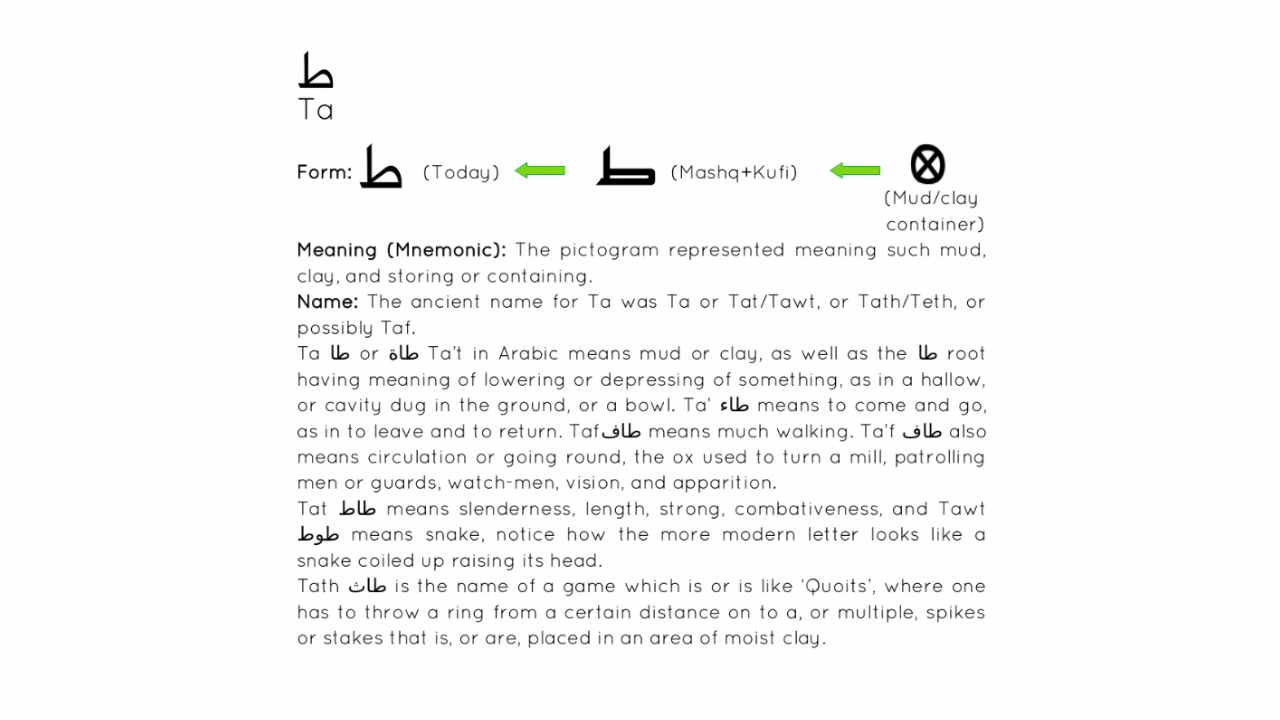 ط
Ta
Form: ط (Today) ط (Mashq+Kufi)
(Mud/clay
container)
Meaning (Mnemonic): The pictogram represented meaning such mud,
clay, and storing or containing.
Name: The ancient name for Ta was Ta or Tat/Tawt, or Tath/Teth, or
possibly Taf.
Ta طا or طاة Ta't in Arabic means mud or clay, as well as the طا root
having meaning of lowering or depressing of something, as in a hallow,
or cavity dug in the ground, or a bowl. Ta' طاء means to come and go,
as in to leave and to return. Tafطاف means much walking. Ta'f طاف also
means circulation or going round, the ox used to turn a mill, patrolling
men or guards, watch-men, vision, and apparition.
Tat طاط means slenderness, length, strong, combativeness, and Tawt
طوط means snake, notice how the more modern letter looks like a
snake coiled up raising its head.
Tath طاث is the name of a game which is or is like 'Quoits', where one
has to throw a ring from a certain distance on to a, or multiple, spikes
or stakes that is, or are, placed in an area of moist clay.